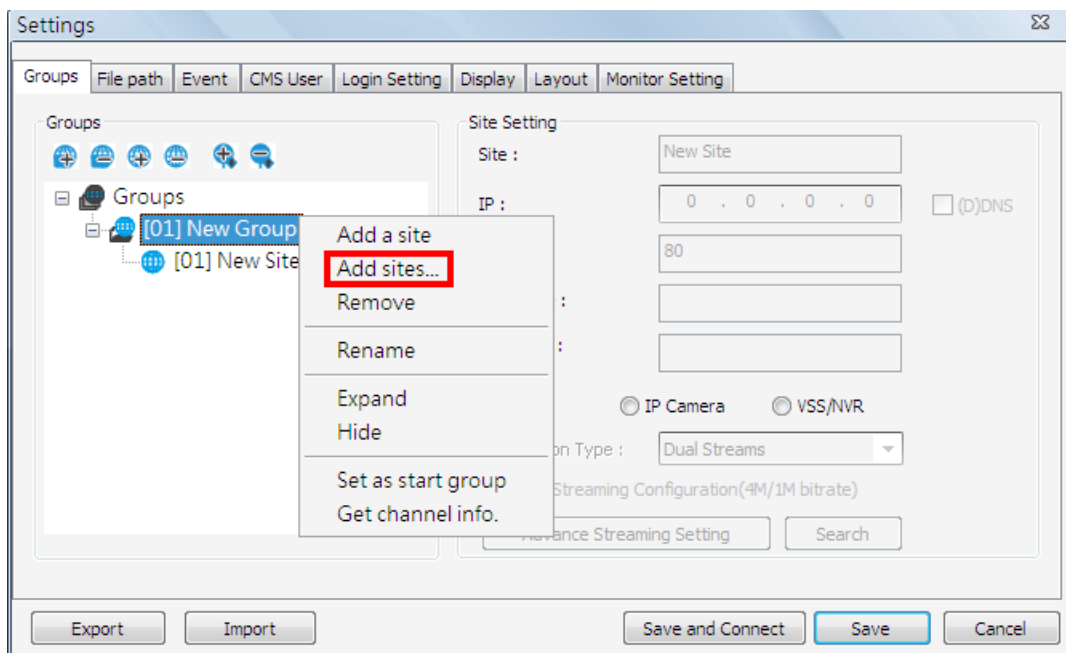 Settings
Groups File path Event CMS User Login Setting Display Layout Monitor Setting
Groups
Groups
[01] New Group
[01] New Site
Add a site
Add sites...
Remove
Rename
Expand
Hide
Set as start group
Get channel info.
Site Setting
Site : New Site
IP : 0 . 0 . 0 . 0 (D)DNS
80
:
:
IP Camera VSS/NVR
Type : Dual Streams
Streaming Configuration(4M/1M bitrate)
Advance Streaming Setting Search
Export Import Save and Connect Save Cancel